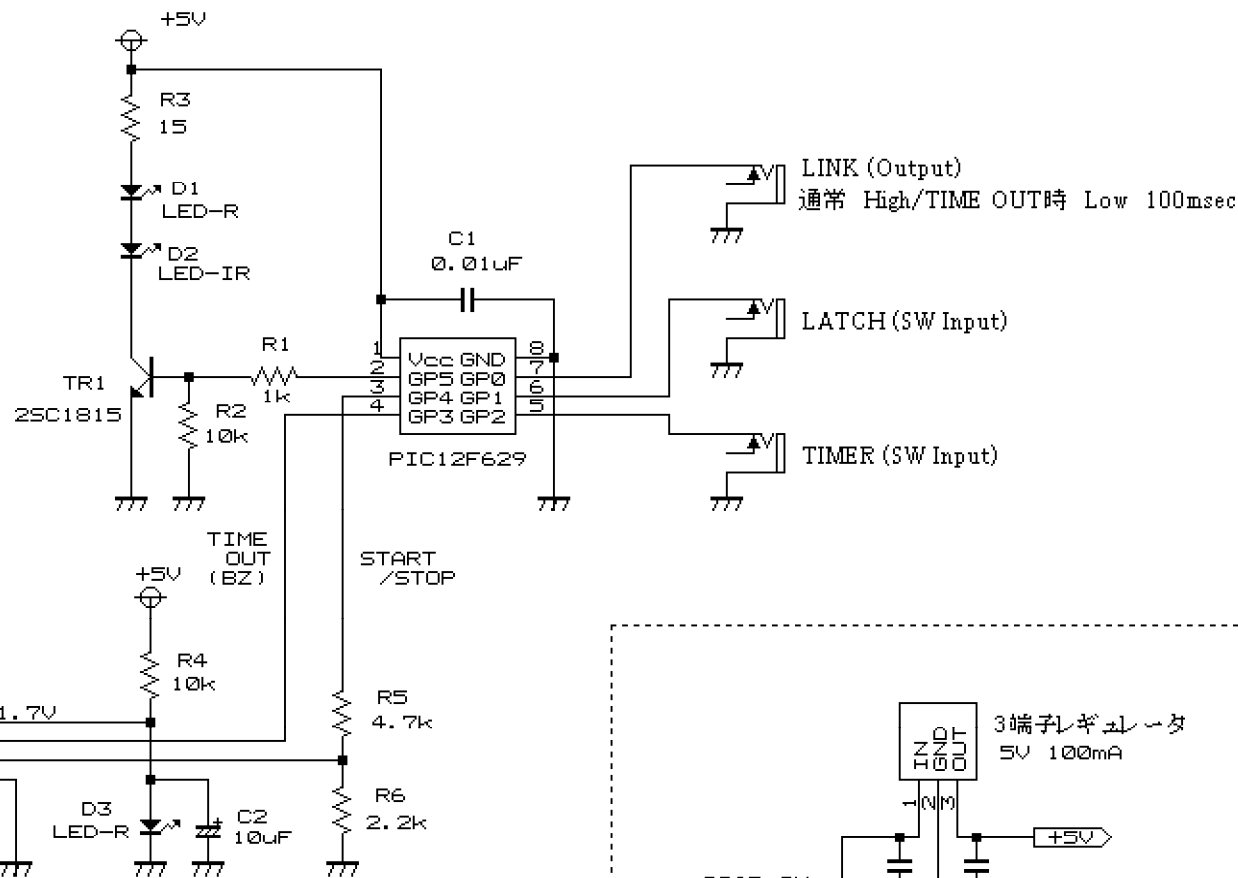 +5V
R3
15
D1
LED-R
D2
LED-IR
C1
0.01uF
LINK (Output)
通常 High/TIME OUT時 Low 100msec
LATCH (SW Input)
TIMER (SW Input)
R1
1k
TR1
2SC1815
R2
10k
1
2
3
4
Vcc GND
GP5 GP0
GP4 GP1
GP3 GP2
8
7
6
5
PIC12F629
TIME
OUT
(BZ)
START
/STOP
+5V
R4
10k
1.7V
R5
4.7k
R6
2.2k
D3
LED-R
C2
+
10uF
3端子レギュレータ
5V 100mA
IN
GND
OUT
1
2
3
+5V